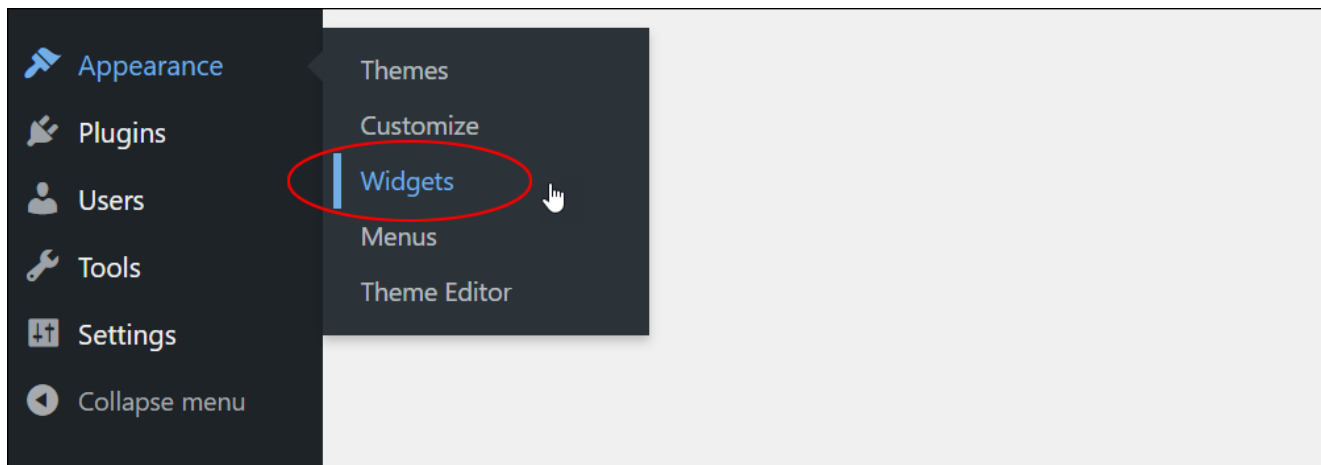 Appearance
Plugins
Users
Tools
Settings
Collapse menu
Themes
Customize
Widgets
Menus
Theme Editor